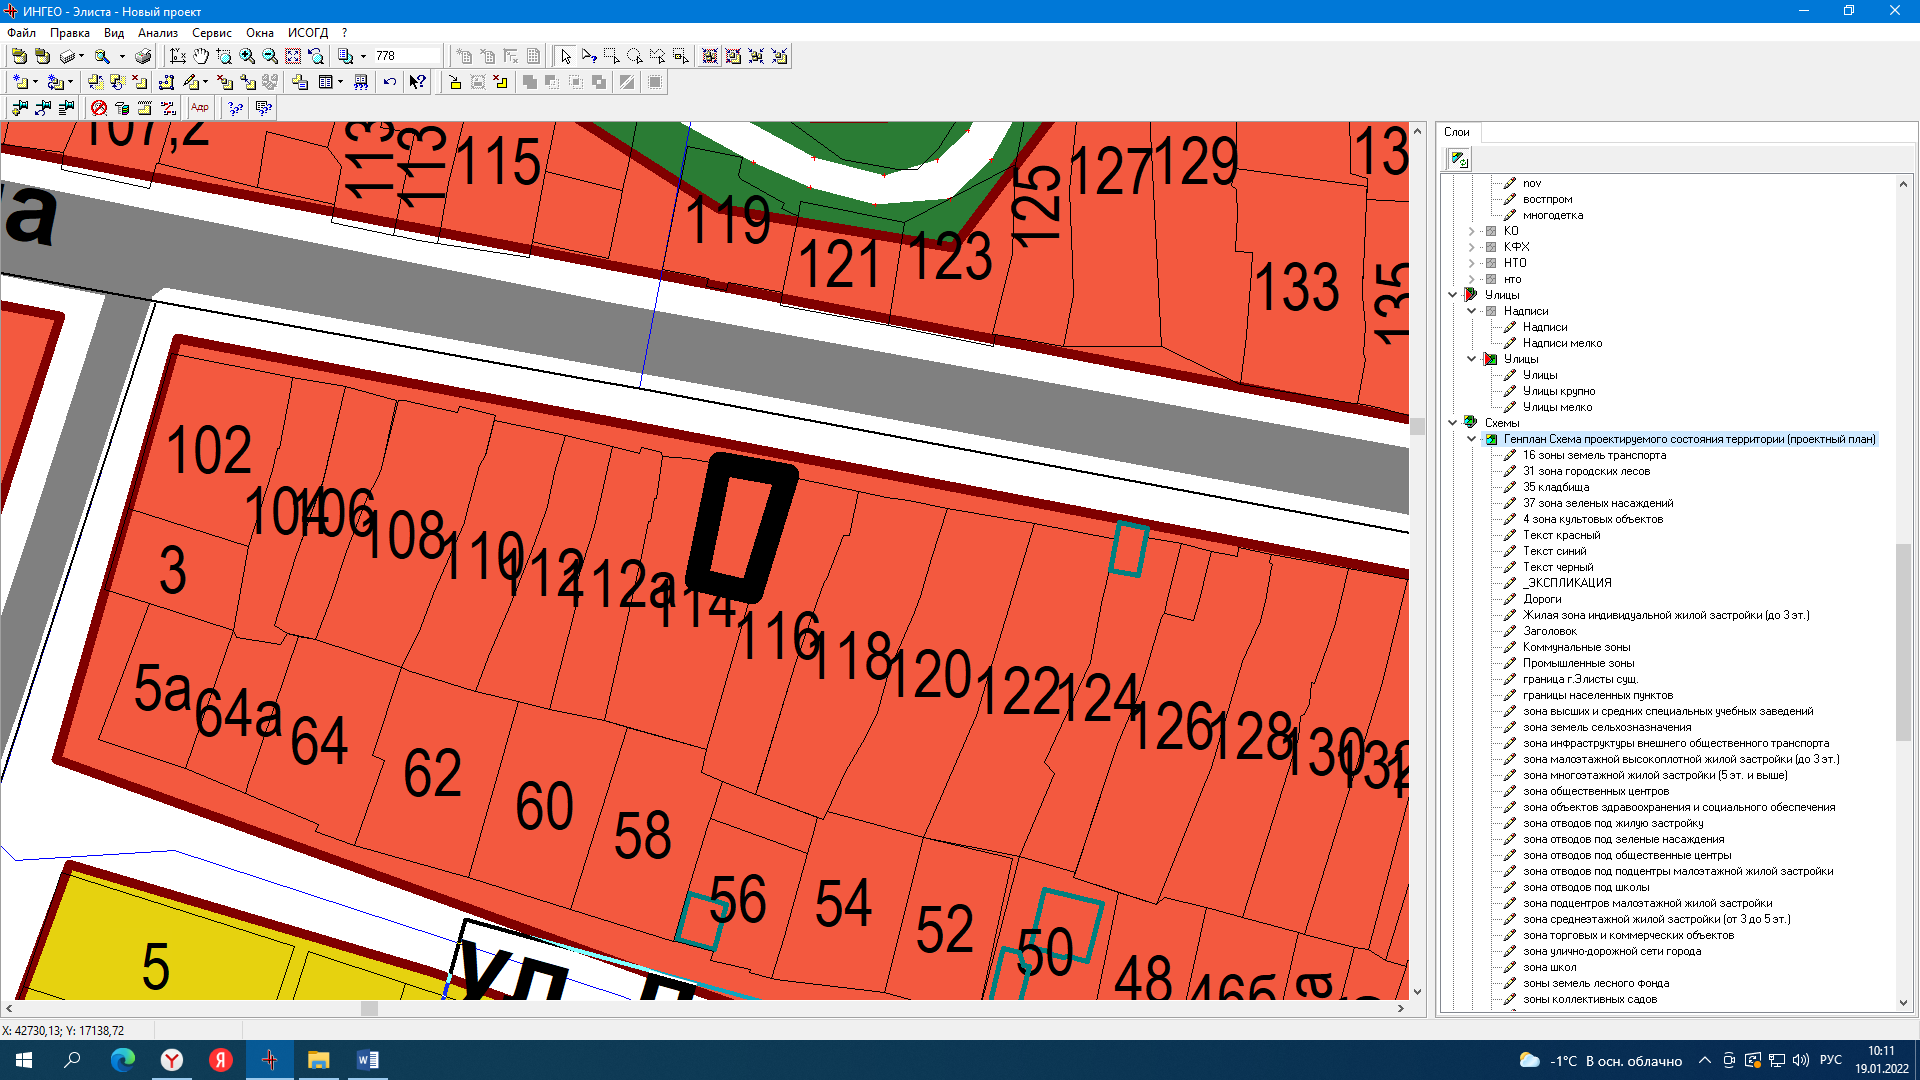 ИНГЕО - Элиста - Новый проект
Файл Правка Вид Анализ Сервис Окна ИСОГД ?
778
Адр
107,2
113
113
115
119
121
123
125
127
129
13
133
135
а
102
104
106
108
110
112
112а
114
116
118
120
122
124
126
128
130
132
3
5а
64а
64
62
60
58
56
54
52
50
48
46б
а
5
ул. П
Слои
nov
востпром
многодетка
КО
КФХ
НТО
нто
Улицы
Надписи
Надписи
Надписи мелко
Улицы
Улицы
Улицы крупно
Улицы мелко
Схемы
Генплан Схема проектируемого состояния территории (проектный план)
16 зоны земель транспорта
31 зона городских лесов
35 кладбища
37 зона зеленых насаждений
4 зона культовых объектов
Текст красный
Текст синий
Текст черный
_ЭКСПЛИКАЦИЯ
Дороги
Жилая зона индивидуальной жилой застройки (до 3 эт.)
Заголовок
Коммунальные зоны
Промышленные зоны
граница г.Элисты сущ.
границы населенных пунктов
зона высших и средних специальных учебных заведений
зона земель сельхозназначения
зона инфраструктуры внешнего общественного транспорта
зона малоэтажной высокоплотной жилой застройки (до 3 эт.)
зона многоэтажной жилой застройки (5 эт. и выше)
зона общественных центров
зона объектов здравоохранения и социального обеспечения
зона отводов под жилую застройку
зона отводов под зеленые насаждения
зона отводов под общественные центры
зона отводов под подцентры малоэтажной жилой застройки
зона отводов под школы
зона подцентров малоэтажной жилой застройки
зона среднеэтажной жилой застройки (от 3 до 5 эт.)
зона торговых и коммерческих объектов
зона улично-дорожной сети города
зона школ
зоны земель лесного фонда
зоны коллективных садов
X: 42730,13; Y: 17138,72
-1°C В осн. облачно
РУС
10:11
19.01.2022